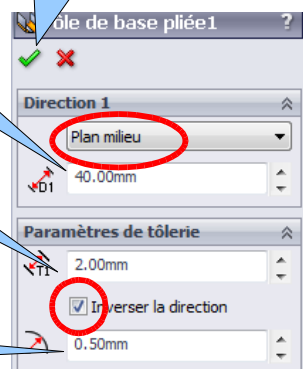 ôle de base pliée1 ?
Direction 1
Plan milieu
D1 40.00mm
Paramètres de tôlerie
T1 2.00mm
Inverser la direction
0.50mm